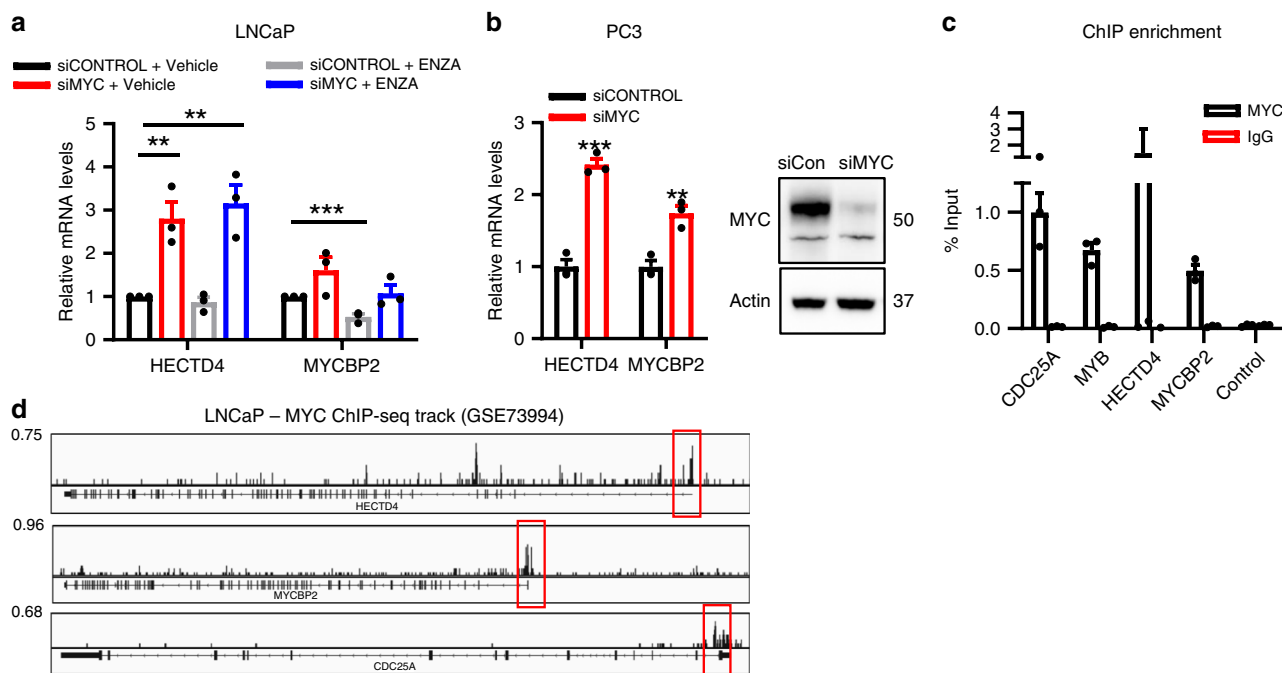 a
LNCaP
siCONTROL + Vehicle
siCONTROL + ENZA
siMYC + Vehicle
siMYC + ENZA
Relative mRNA levels
5
4
3
2
1
0
**
**
***
HECTD4
MYCBP2
b
PC3
siCONTROL
siMYC
Relative mRNA levels
3
2
1
0
***
**
HECTD4
MYCBP2
siCon
siMYC
MYC
50
Actin
37
c
ChIP enrichment
MYC
IgG
% Input
4
3
2
1.0
0.5
0.0
CDC25A
MYB
HECTD4
MYCBP2
Control
d
LNCaP – MYC ChIP-seq track (GSE73994)
0.75
HECTD4
0.96
MYCBP2
0.68
CDC25A